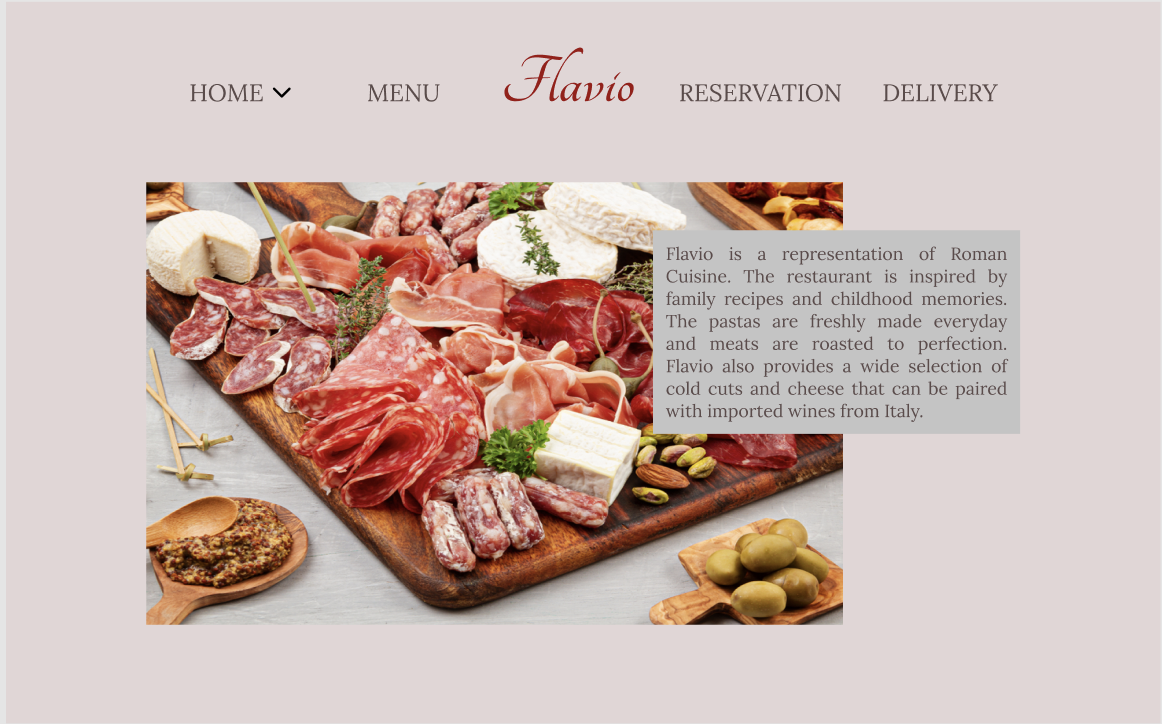 HOME MENU Flavio RESERVATION DELIVERY
Flavio is a representation of Roman
Cuisine. The restaurant is inspired by
family recipes and childhood memories.
The pastas are freshly made everyday
and meats are roasted to perfection.
Flavio also provides a wide selection of
cold cuts and cheese that can be paired
with imported wines from Italy.